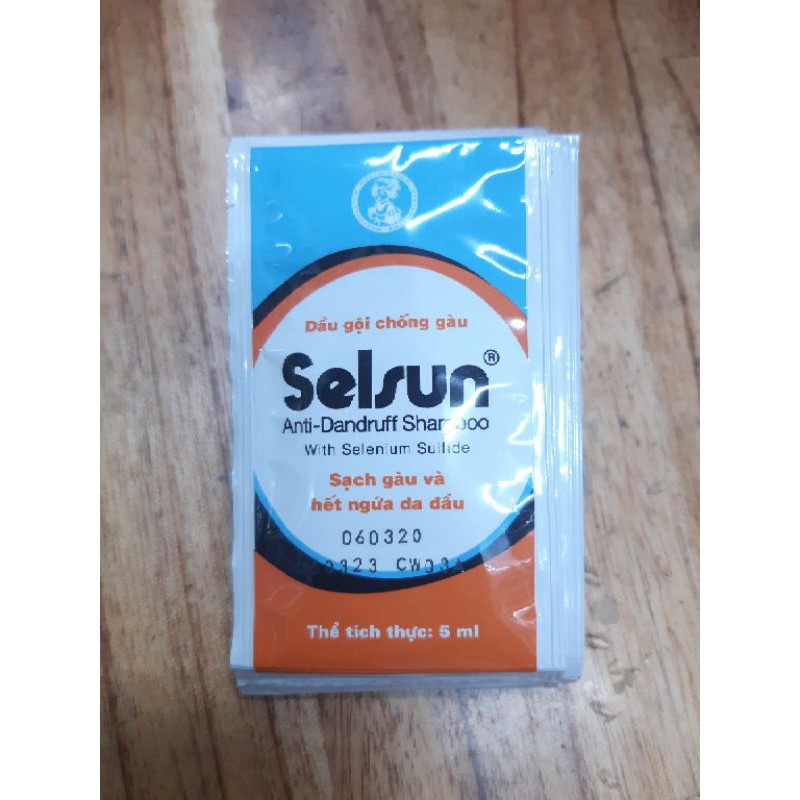 Dầu gội chống gàu
Selsun®
Anti-Dandruff Shampoo
With Selenium Sulfide
Sạch gàu và
hết ngứa da đầu
060320
Thể tích thực: 5 ml